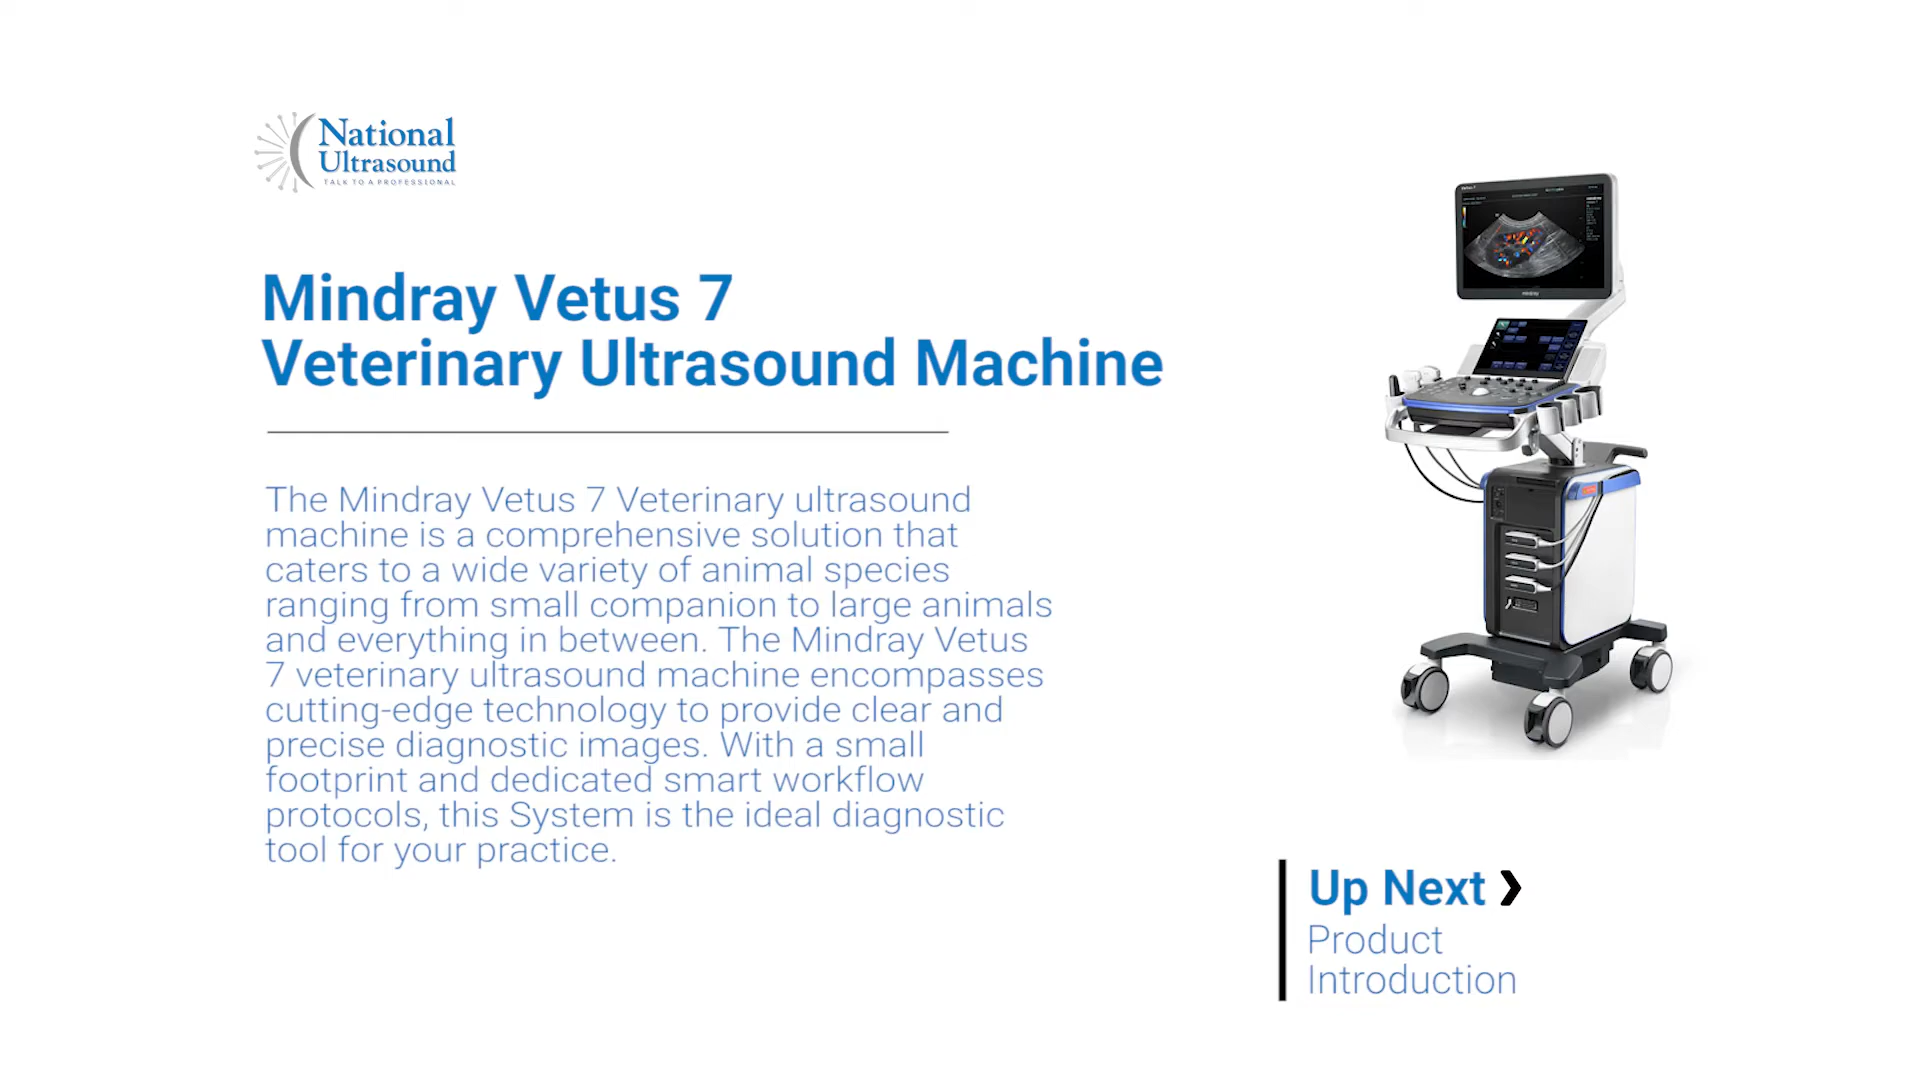 National
Ultrasound
TALK TO A PROFESSIONAL
Mindray Vetus 7
Veterinary Ultrasound Machine
The Mindray Vetus 7 Veterinary ultrasound
machine is a comprehensive solution that
caters to a wide variety of animal species
ranging from small companion to large animals
and everything in between. The Mindray Vetus
7 veterinary ultrasound machine encompasses
cutting-edge technology to provide clear and
precise diagnostic images. With a small
footprint and dedicated smart workflow
protocols, this System is the ideal diagnostic
tool for your practice.
mindray
Up Next ❯
Product
Introduction